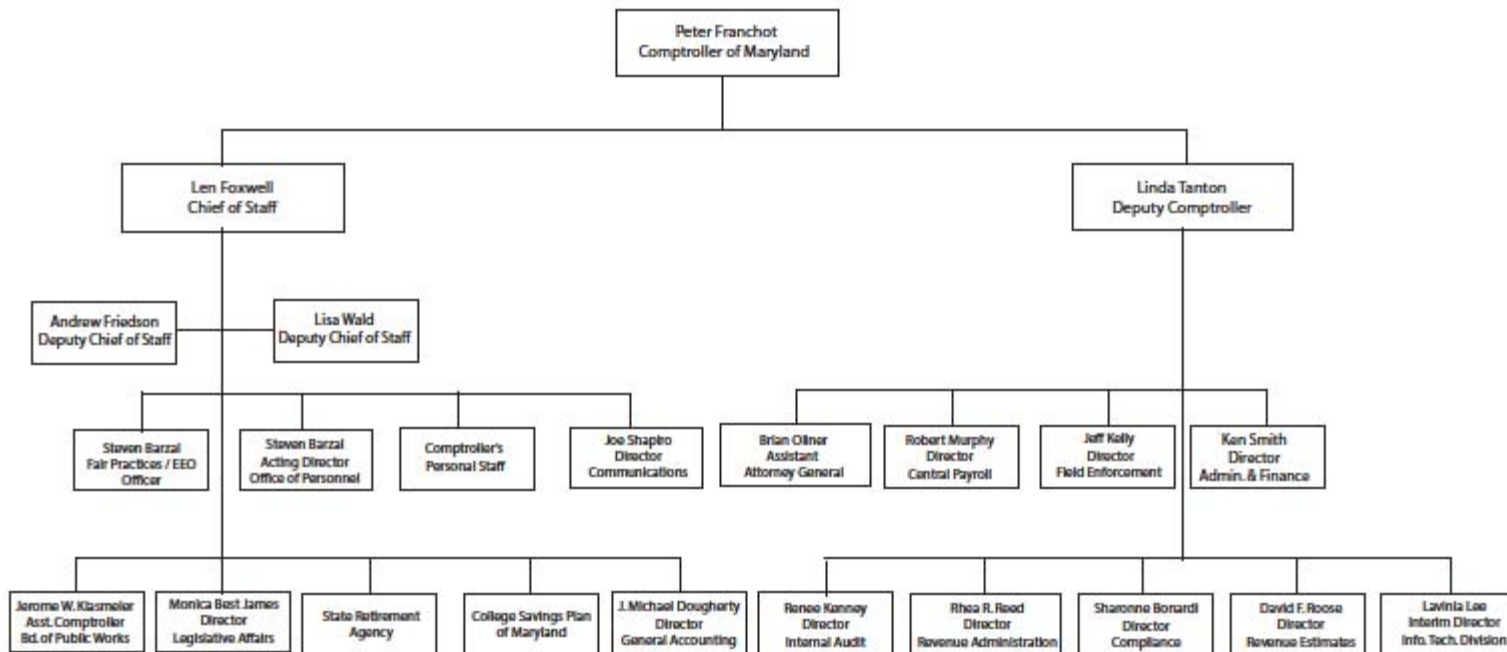 Peter Franchot
Comptroller of Maryland
Len Foxwell
Chief of Staff
Linda Tanton
Deputy Comptroller
Andrew Friedson
Deputy Chief of Staff
Lisa Wald
Deputy Chief of Staff
Steven Barzal
Fair Practices / EEO
Officer
Steven Barzal
Acting Director
Office of Personnel
Comptroller's
Personal Staff
Joe Shapiro
Director
Communications
Brian Oliner
Assistant
Attorney General
Robert Murphy
Director
Central Payroll
Jeff Kelly
Director
Field Enforcement
Ken Smith
Director
Admin. & Finance
Jerome W. Klasmeier
Asst. Comptroller
Bd. of Public Works
Monica Best James
Director
Legislative Affairs
State Retirement
Agency
College Savings Plan
of Maryland
J. Michael Dougherty
Director
General Accounting
Renee Kenney
Director
Internal Audit
Rhea R. Reed
Director
Revenue Administration
Sharonne Bonardi
Director
Compliance
David F. Roose
Director
Revenue Estimates
Lavinia Lee
Interim Director
Info. Tech. Division